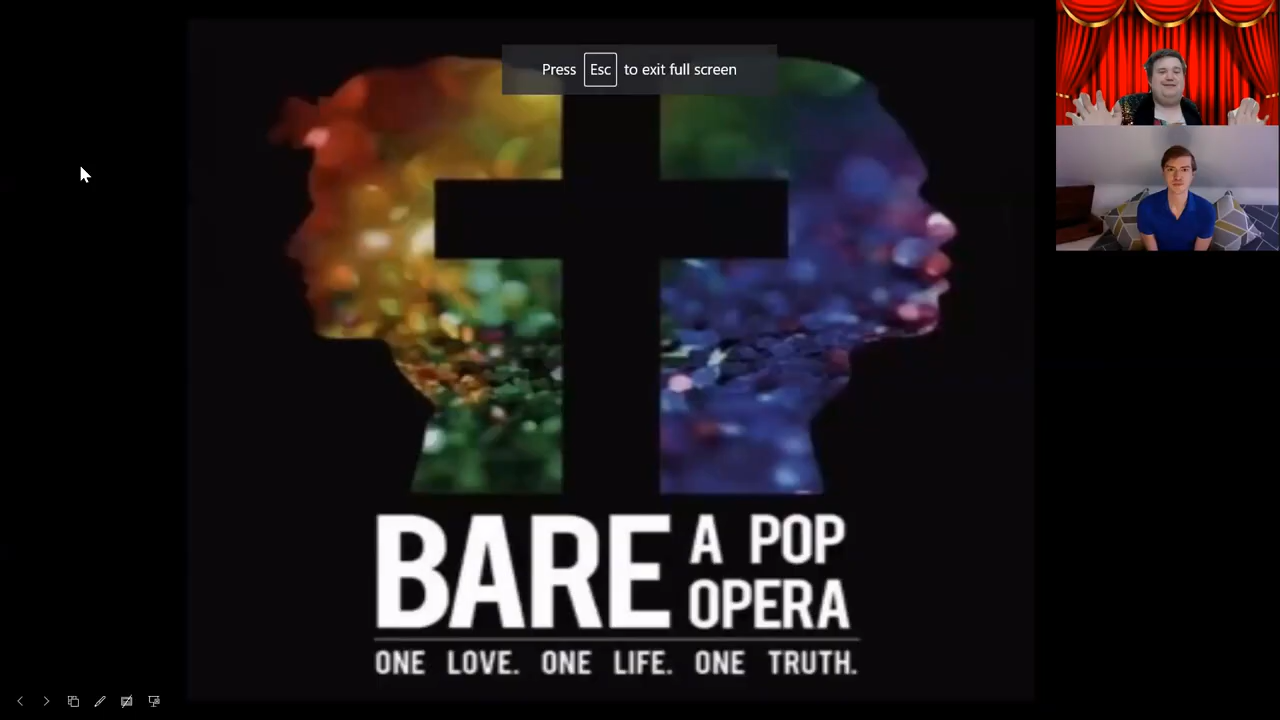 Press Esc to exit full screen
BARE A POP OPERA
ONE LOVE. ONE LIFE. ONE TRUTH.